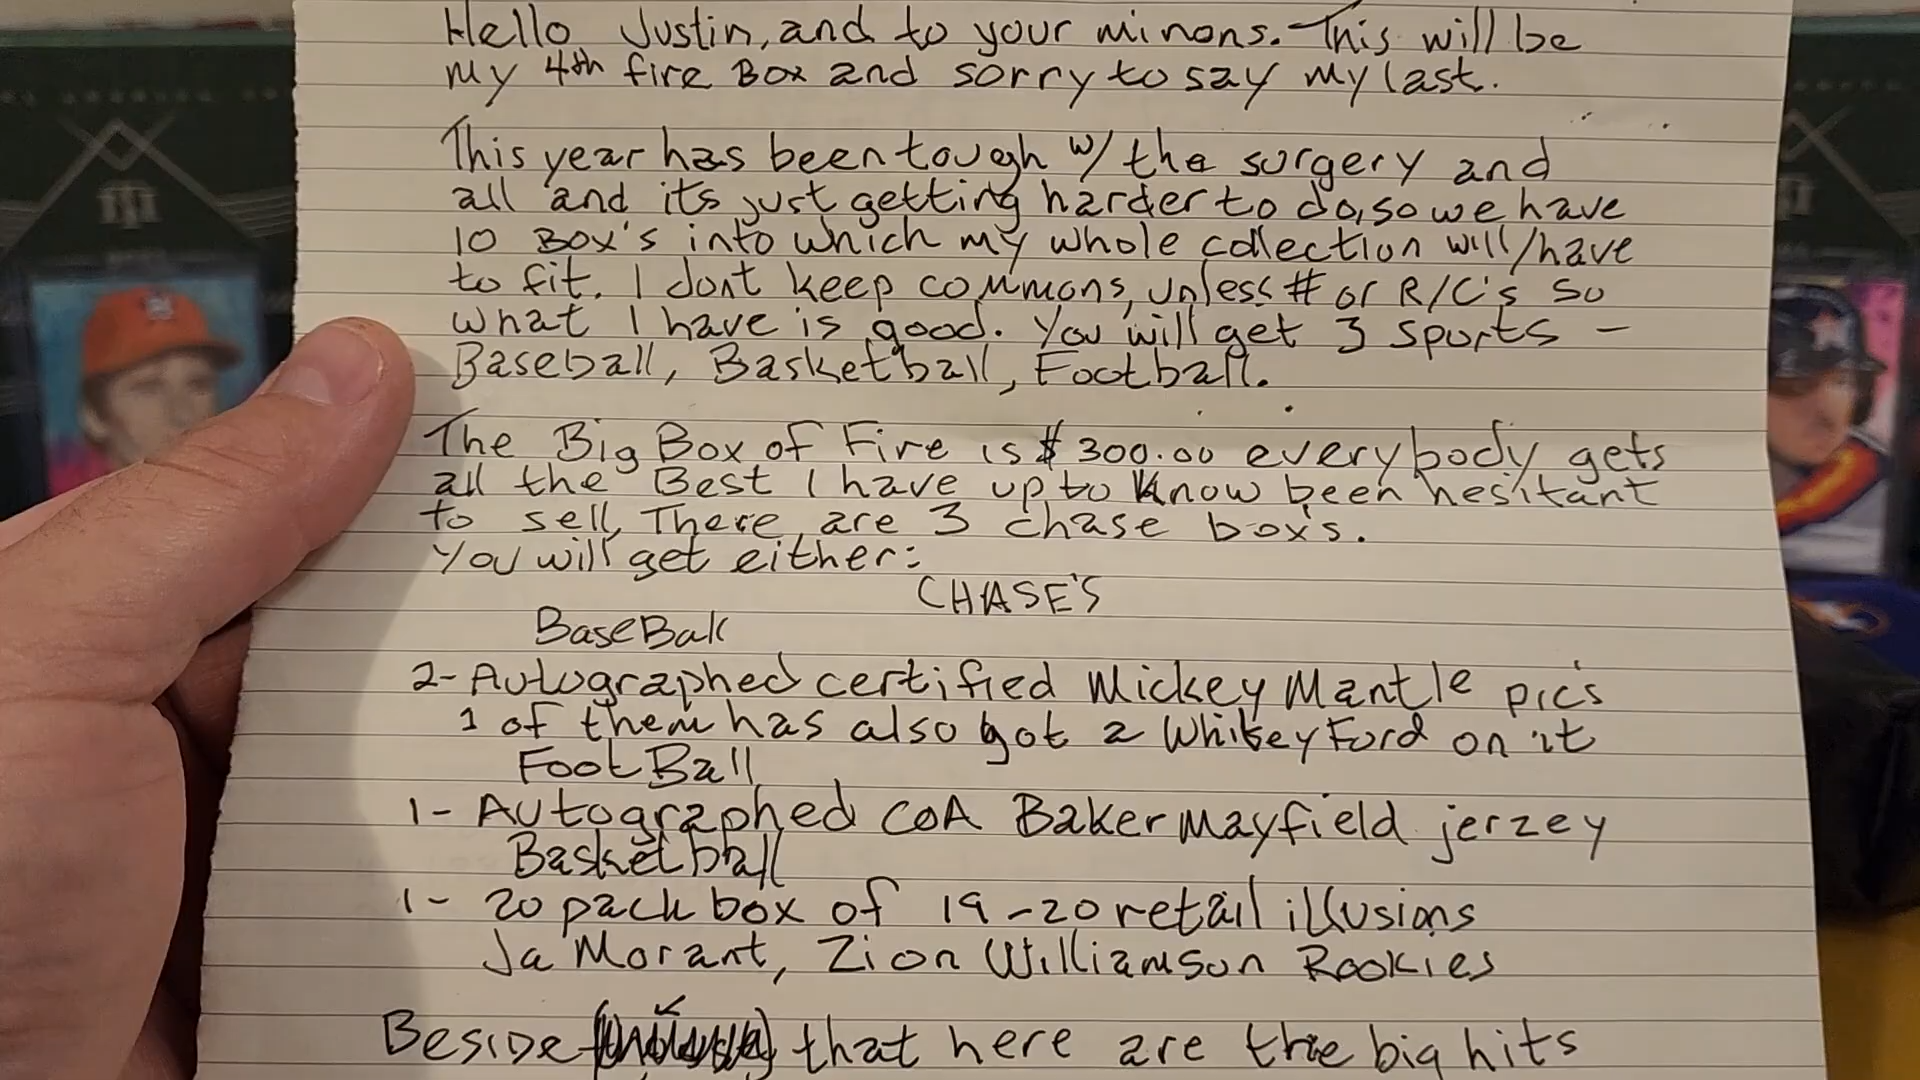 Hello Justin, and to your minons. This will be
my 4th fire Box and sorry to say my last.
This year has been tough w/ the surgery and
all and its just getting harder to do, so we have
10 Box's into which my whole collection will/have
to fit. I dont keep commons, unless # or R/C's so
what I have is good. You will get 3 sports -
Baseball, Basketball, Football.
The Big Box of Fire is $300.00 everybody gets
all the Best I have up to know been hesitant
to sell, There are 3 chase box's.
You will get either:
CHASE'S
BaseBall
2- Autographed certified Mickey Mantle pic's
1 of them has also got a Whitey Ford on it
FootBall
1- Autographed COA Baker Mayfield jerzey
Basketball
1- 20 pack box of 19-20 retail illusions
Ja Morant, Zion Williamson Rookies
Beside that here are the big hits